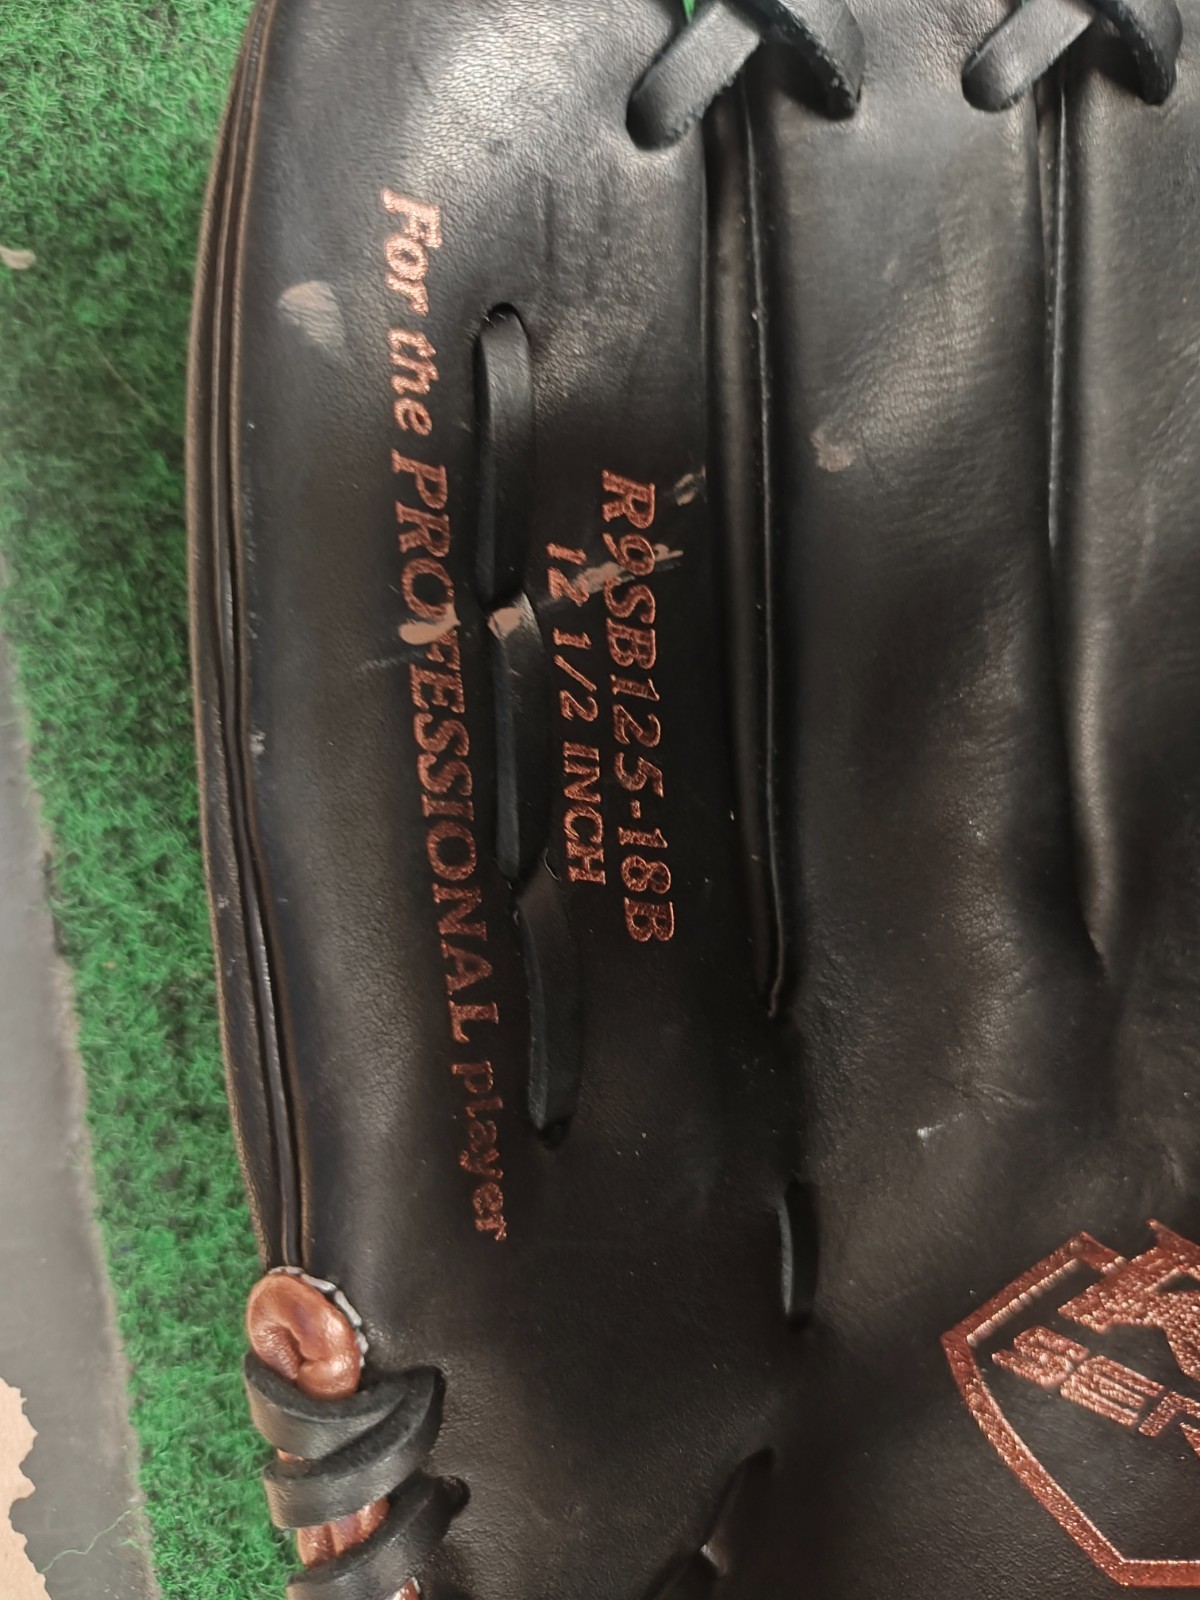 For the PROFESSIONAL player
R9SB125-18B
12 1/2 INCH